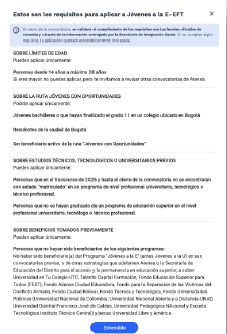 Estos son los requisitos para aplicar a Jóvenes a la E-EFT
Al cierre de la convocatoria, se validará el cumplimiento de los requisitos con las fuentes oficiales de
consulta y a través de la información entregada por la Secretaría de Integración Social. Si no cumples algún
requisito, tu aplicación quedará automáticamente rechazada.
SOBRE LÍMITES DE EDAD
Pueden aplicar únicamente:
Personas desde 14 años a máximo 28 años
Si eres mayor, no puedes aplicar, pero te invitamos a revisar otras convocatorias de Atenea.
SOBRE LA RUTA JÓVENES CON OPORTUNIDADES
Podrán aplicar únicamente:
Jóvenes bachilleres o que hayan finalizado el grado 11 en un colegio ubicado en Bogotá
Residentes de la ciudad de Bogotá
Ser beneficiario activo de la ruta "Jóvenes con Oportunidades"
SOBRE ESTUDIOS TÉCNICOS, TECNOLÓGICOS O UNIVERSITARIOS PREVIOS
Pueden aplicar únicamente:
Personas que en el transcurso de 2025 y hasta el cierre de la convocatoria no se encontraran
con estado "matriculado" en un programa de nivel profesional universitario, tecnológico o
técnico profesional.
Personas que no se hayan graduado de un programa de educación superior en el nivel
profesional universitario, tecnológico o técnico profesional.
SOBRE BENEFICIOS TOMADOS PREVIAMENTE
Pueden aplicar únicamente:
Personas que no hayan sido beneficiarios de los siguientes programas:
No haber sido beneficiario(a) del Programa "Jóvenes a la E" (antes Jóvenes a la U) en sus
convocatorias previas, o de otras estrategias que adelanten Atenea o la Secretaría de
Educación del Distrito para el acceso y la permanencia en educación superior, a saber:
Universidad en Tu Colegio-UTC, Talento Capital Formación, Fondo Educación Superior para
Todos (FEST), Fondo Alianza Ciudad Educadora, Fondo para la Reparación de las Víctimas del
Conflicto Armado, Fondo Ciudad Bolívar, Fondo Técnica y Tecnológica, Fondo Universidades
Públicas (Universidad Nacional de Colombia, Universidad Nacional Abierta y a Distancia-UNAD,
Universidad Distrital Francisco José de Caldas, Universidad Pedagógica Nacional y Escuela
Tecnológica Instituto Técnico Central) y becas Universidad Libre y América.
Entendido